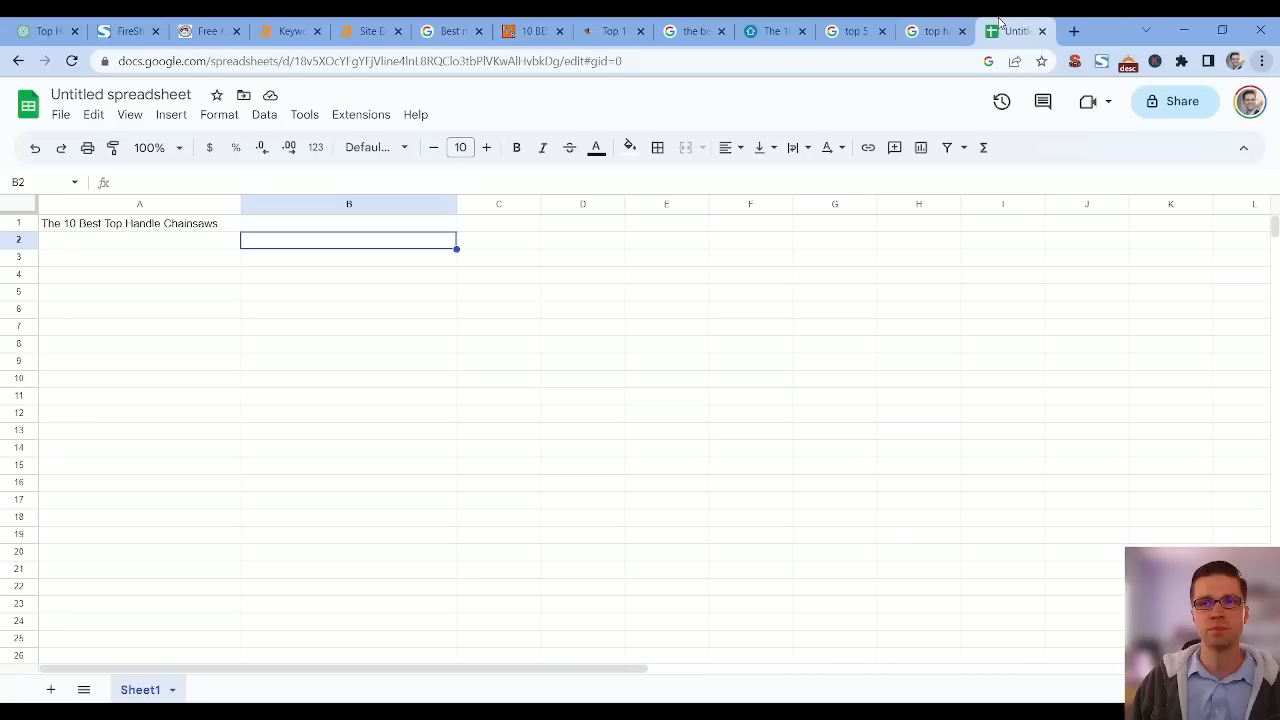 Top H
FireSh
Free K
Keywo
Site E
Best n
10 BE
Top 1
the be
The 1
top 5
top h
Untitl
docs.google.com/spreadsheets/d/
/edit#gid=0
desc
Untitled spreadsheet
File Edit View Insert Format Data Tools Extensions Help
Share
100% $ % .0 .00 123 Defaul... 10 B I A Σ
B2 fx
A B C D E F G H I J K L
1 The 10 Best Top Handle Chainsaws
2
3
4
5
6
7
8
9
10
11
12
13
14
15
16
17
18
19
20
21
22
23
24
25
26
Sheet1